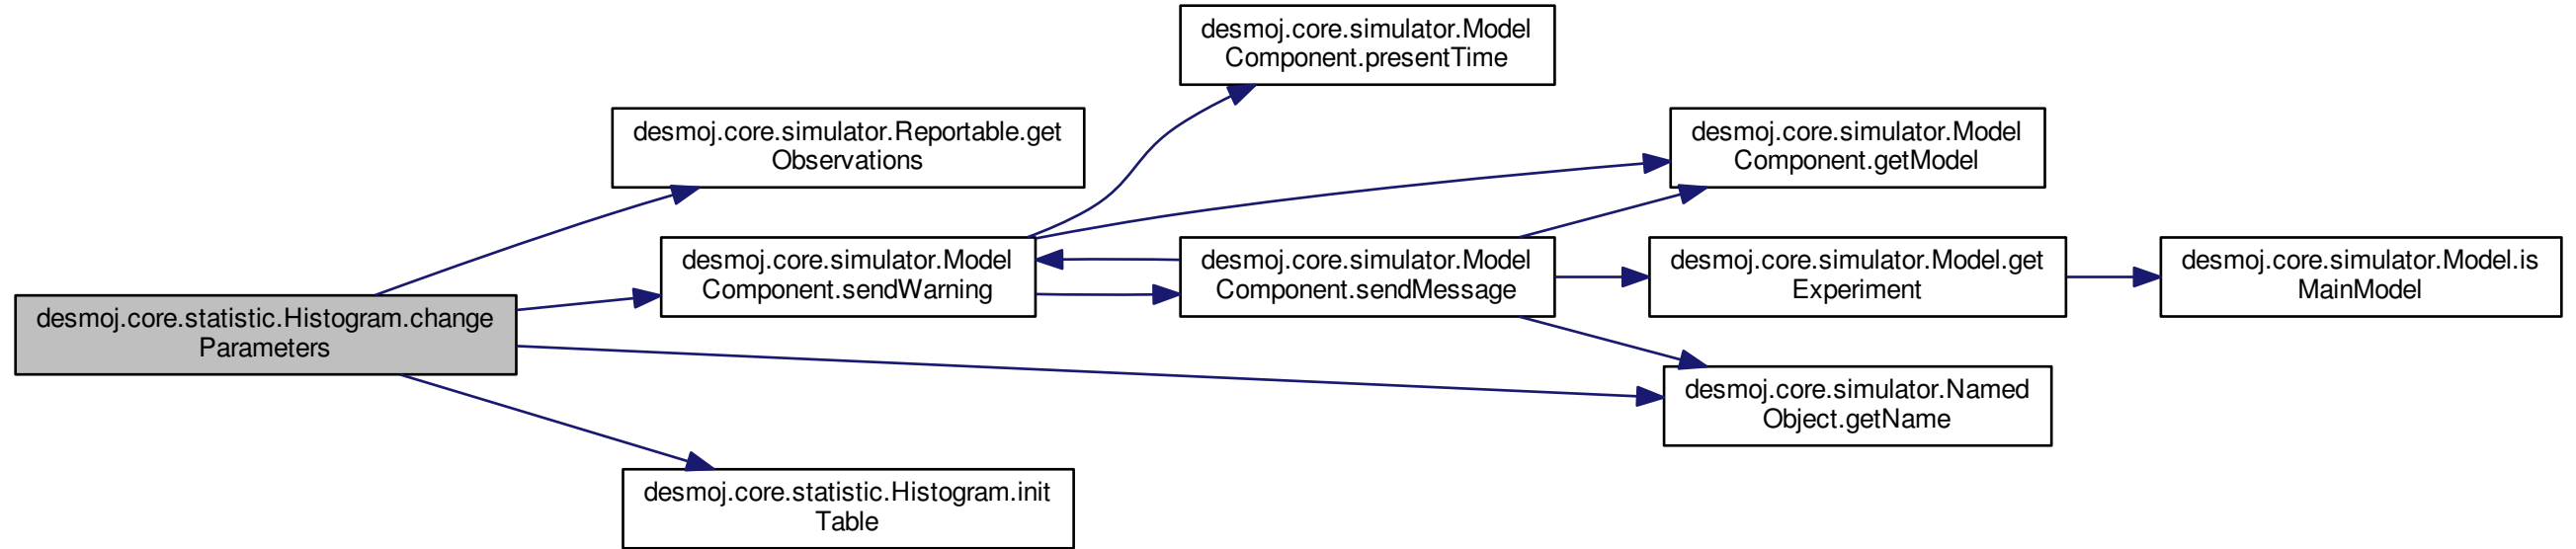 desmoj.core.simulator.Model
Component.presentTime
desmoj.core.simulator.Reportable.get
Observations
desmoj.core.simulator.Model
Component.getModel
desmoj.core.simulator.Model
Component.sendWarning
desmoj.core.simulator.Model
Component.sendMessage
desmoj.core.simulator.Model.get
Experiment
desmoj.core.simulator.Model.is
MainModel
desmoj.core.statistic.Histogram.change
Parameters
desmoj.core.simulator.Named
Object.getName
desmoj.core.statistic.Histogram.init
Table